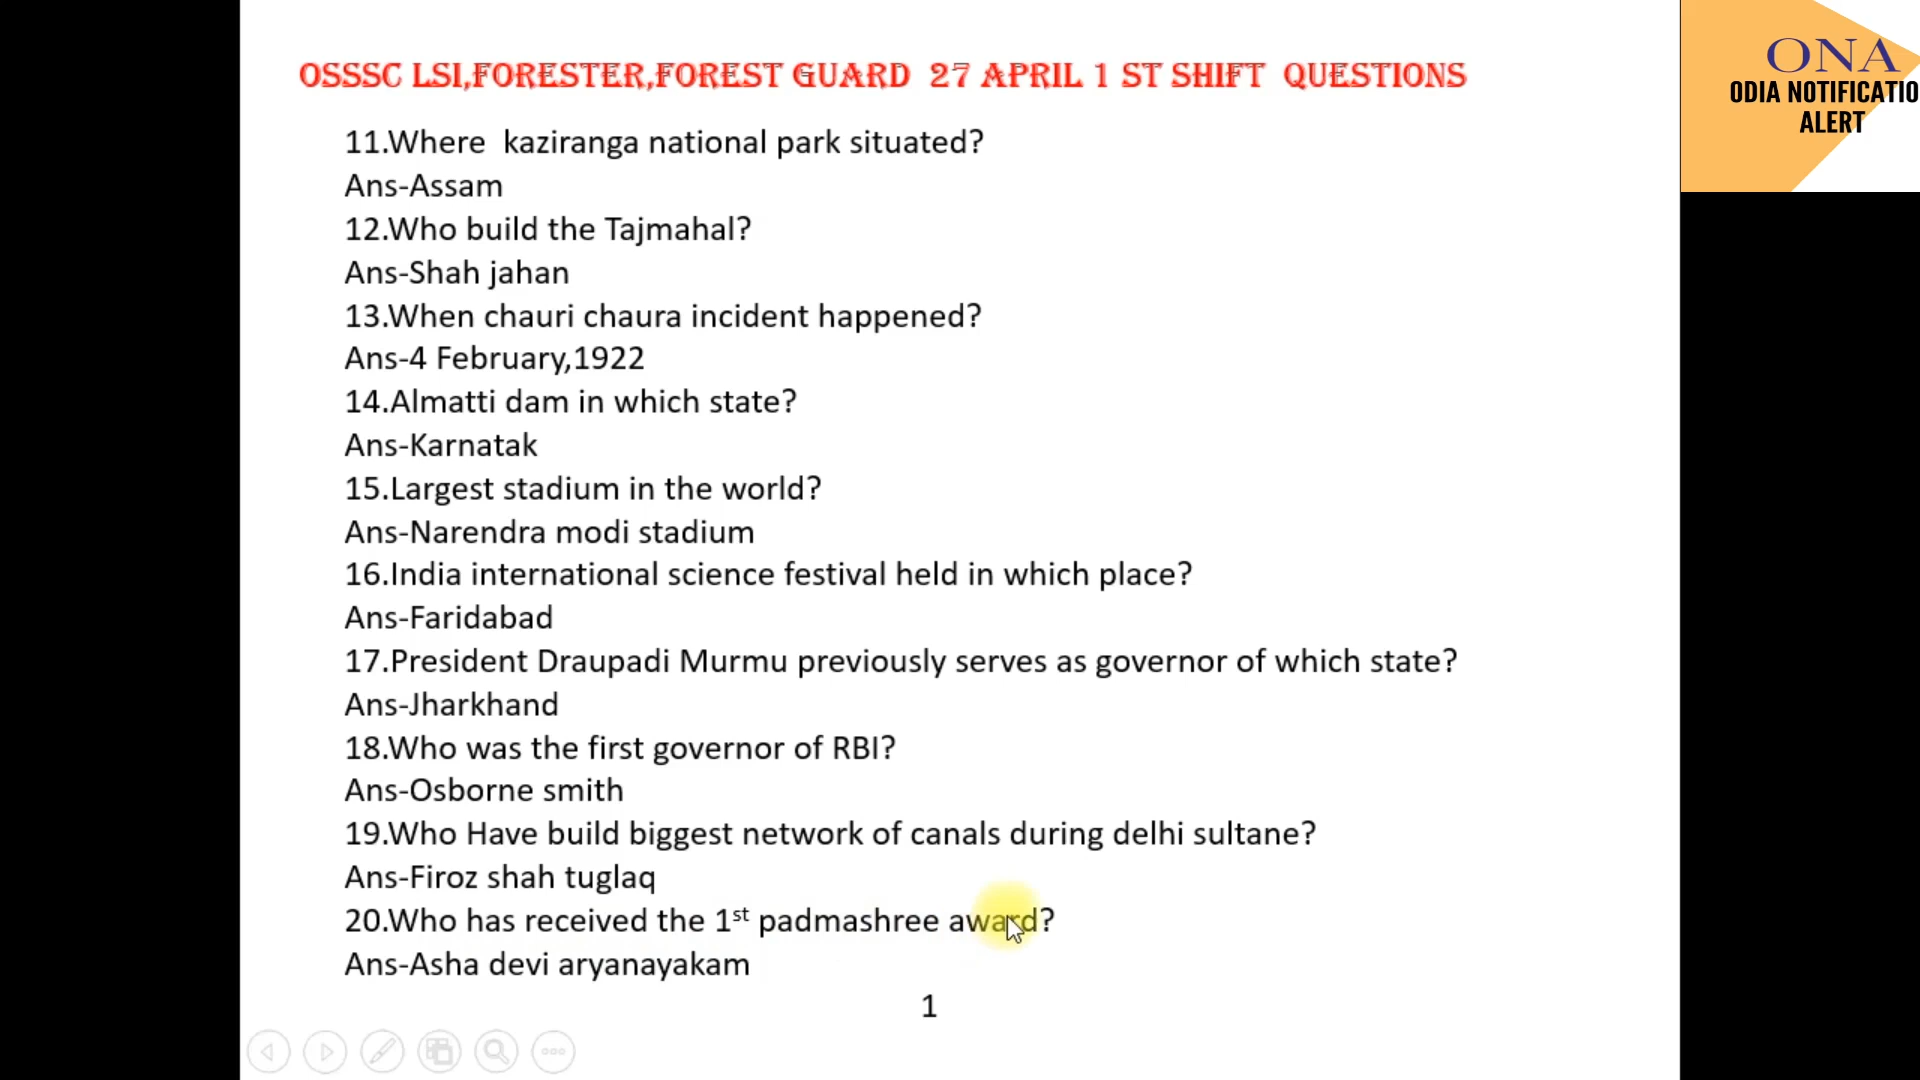 OSSSC LSI,FORESTER,FOREST GUARD 27 APRIL 1 ST SHIFT QUESTIONS
ONA
ODIA NOTIFICATIO
ALERT
11.Where kaziranga national park situated?
Ans-Assam
12.Who build the Tajmahal?
Ans-Shah jahan
13.When chauri chaura incident happened?
Ans-4 February,1922
14.Almatti dam in which state?
Ans-Karnatak
15.Largest stadium in the world?
Ans-Narendra modi stadium
16.India international science festival held in which place?
Ans-Faridabad
17.President Draupadi Murmu previously serves as governor of which state?
Ans-Jharkhand
18.Who was the first governor of RBI?
Ans-Osborne smith
19.Who Have build biggest network of canals during delhi sultane?
Ans-Firoz shah tuglaq
20.Who has received the 1st padmashree award?
Ans-Asha devi aryanayakam
1